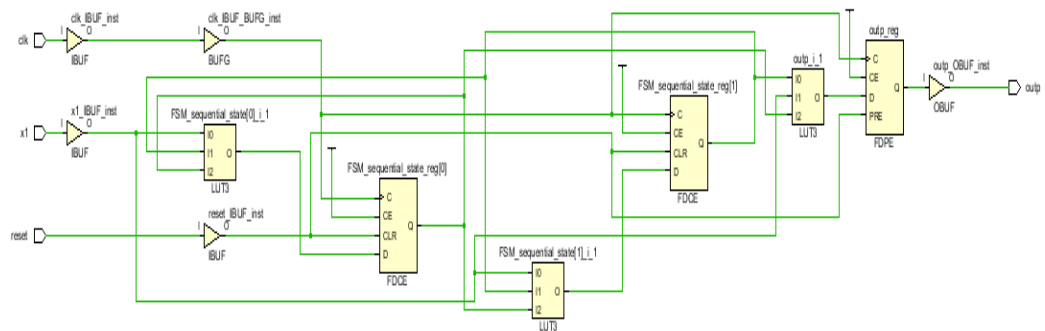 clk_IBUF_inst
clk I O
IBUF
clk_IBUF_BUFG_inst
I O
BUFG
x1_IBUF_inst
x1 I O
IBUF
FSM_sequential_state[0]_i_1
I0
I1 O
I2
LUT3
reset_IBUF_inst
reset I O
IBUF
FSM_sequential_state_reg[0]
C
CE
CLR Q
D
FDCE
FSM_sequential_state[1]_i_1
I0
I1 O
I2
LUT3
FSM_sequential_state_reg[1]
C
CE
CLR Q
D
FDCE
outp_i_1
I0
I1 O
I2
LUT3
outp_reg
C
CE
D Q
PRE
FDPE
outp_OBUF_inst
I O
OBUF
outp